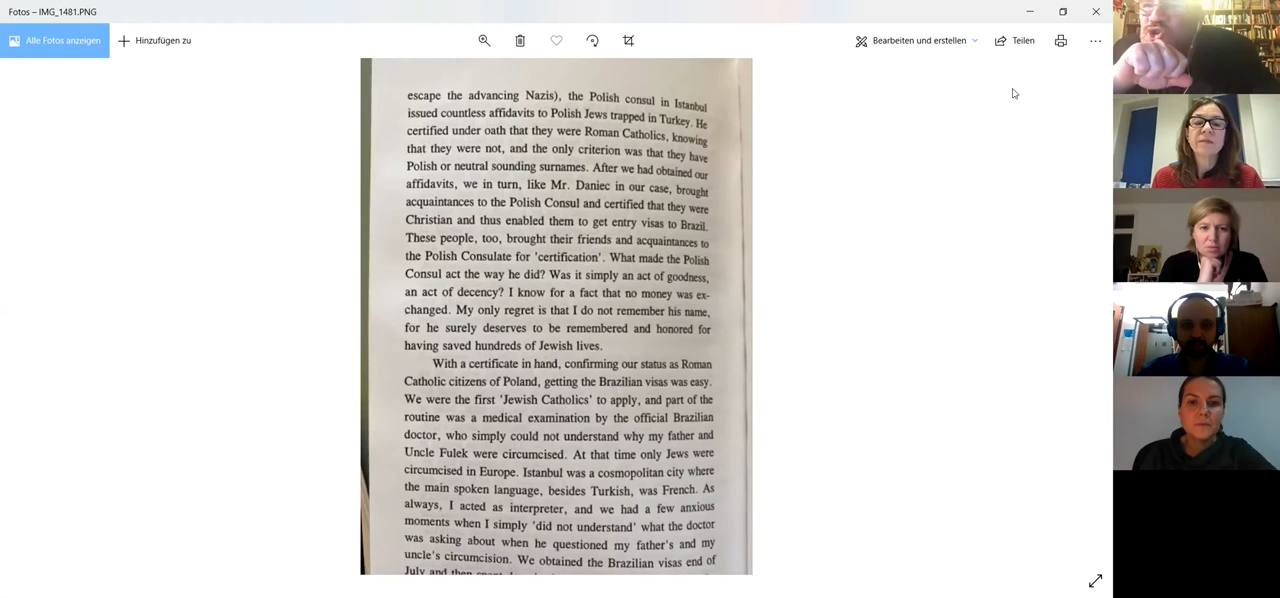 Fotos – IMG_1481.PNG
Alle Fotos anzeigen
Hinzufügen zu
Bearbeiten und erstellen
Teilen
escape the advancing Nazis), the Polish consul in Istanbul
issued countless affidavits to Polish Jews trapped in Turkey. He
certified under oath that they were Roman Catholics, knowing
that they were not, and the only criterion was that they have
Polish or neutral sounding surnames. After we had obtained our
affidavits, we in turn, like Mr. Daniec in our case, brought
acquaintances to the Polish Consul and certified that they were
Christian and thus enabled them to get entry visas to Brazil.
These people, too, brought their friends and acquaintances to
the Polish Consulate for 'certification'. What made the Polish
Consul act the way he did? Was it simply an act of goodness,
an act of decency? I know for a fact that no money was ex-
changed. My only regret is that I do not remember his name,
for he surely deserves to be remembered and honored for
having saved hundreds of Jewish lives.
With a certificate in hand, confirming our status as Roman
Catholic citizens of Poland, getting the Brazilian visas was easy.
We were the first 'Jewish Catholics' to apply, and part of the
routine was a medical examination by the official Brazilian
doctor, who simply could not understand why my father and
Uncle Fulek were circumcised. At that time only Jews were
circumcised in Europe. Istanbul was a cosmopolitan city where
the main spoken language, besides Turkish, was French. As
always, I acted as interpreter, and we had a few anxious
moments when I simply 'did not understand' what the doctor
was asking about when he questioned my father's and my
uncle's circumcision. We obtained the Brazilian visas end of
July and then